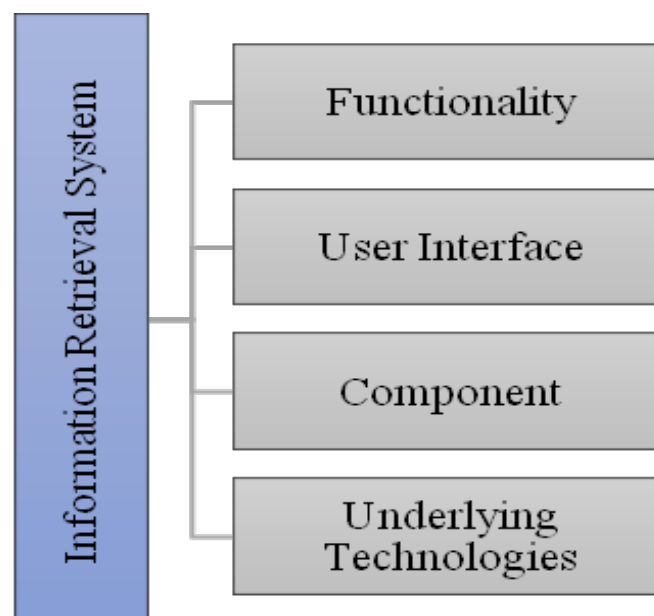 Information Retrieval System
Functionality
User Interface
Component
Underlying
Technologies